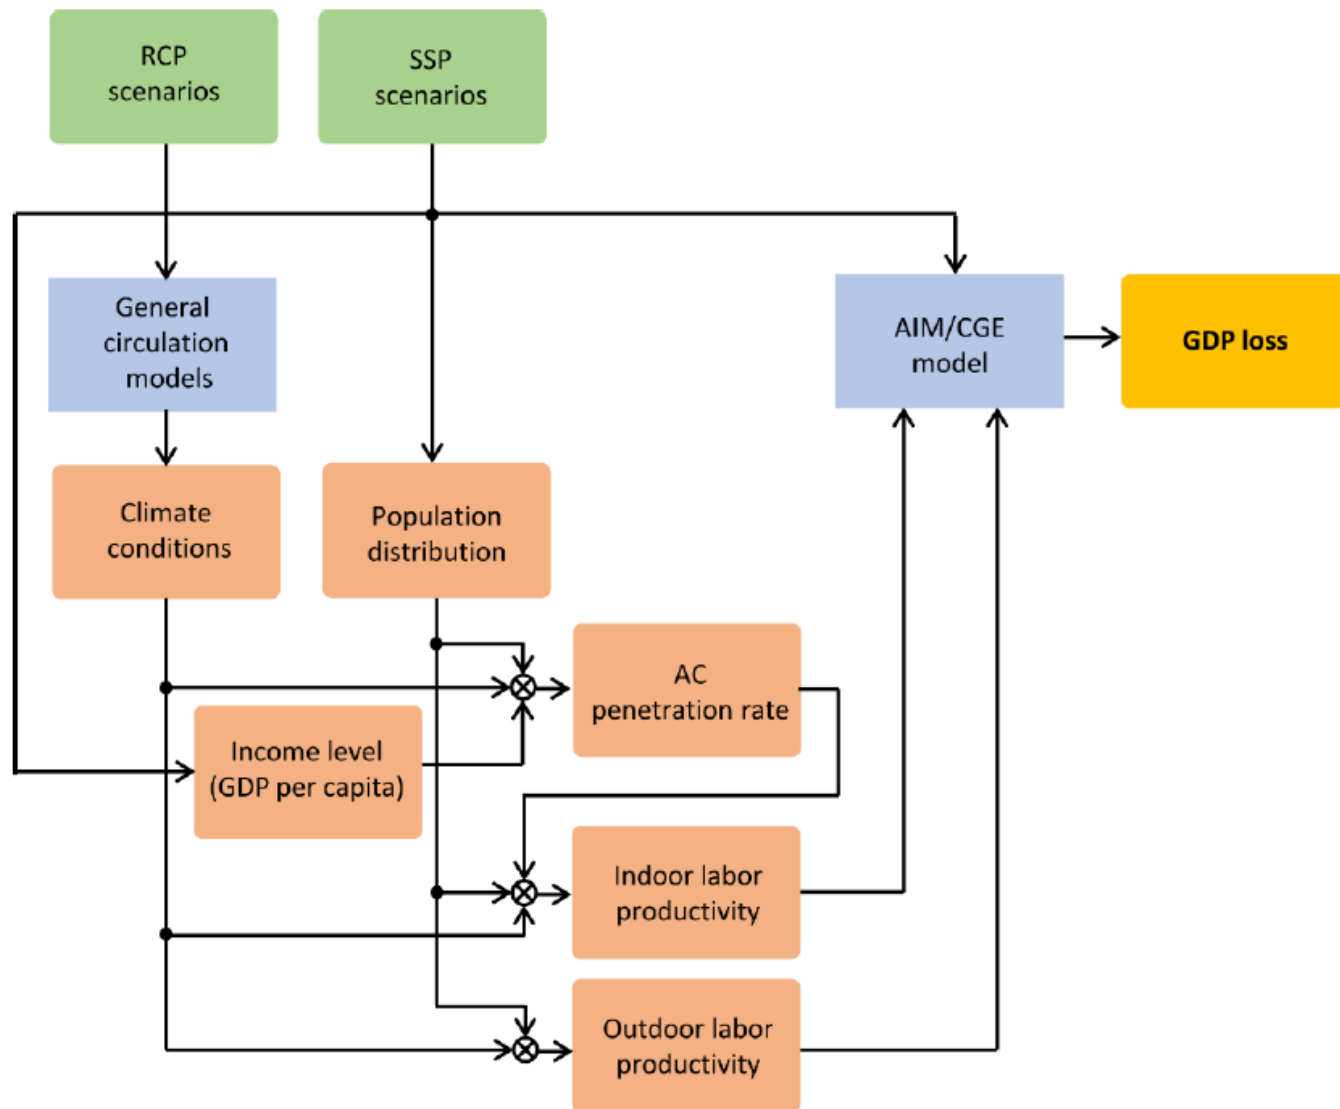 RCP
scenarios
SSP
scenarios
General
circulation
models
AIM/CGE
model
GDP loss
Climate
conditions
Population
distribution
AC
penetration rate
Income level
(GDP per capita)
Indoor labor
productivity
Outdoor labor
productivity